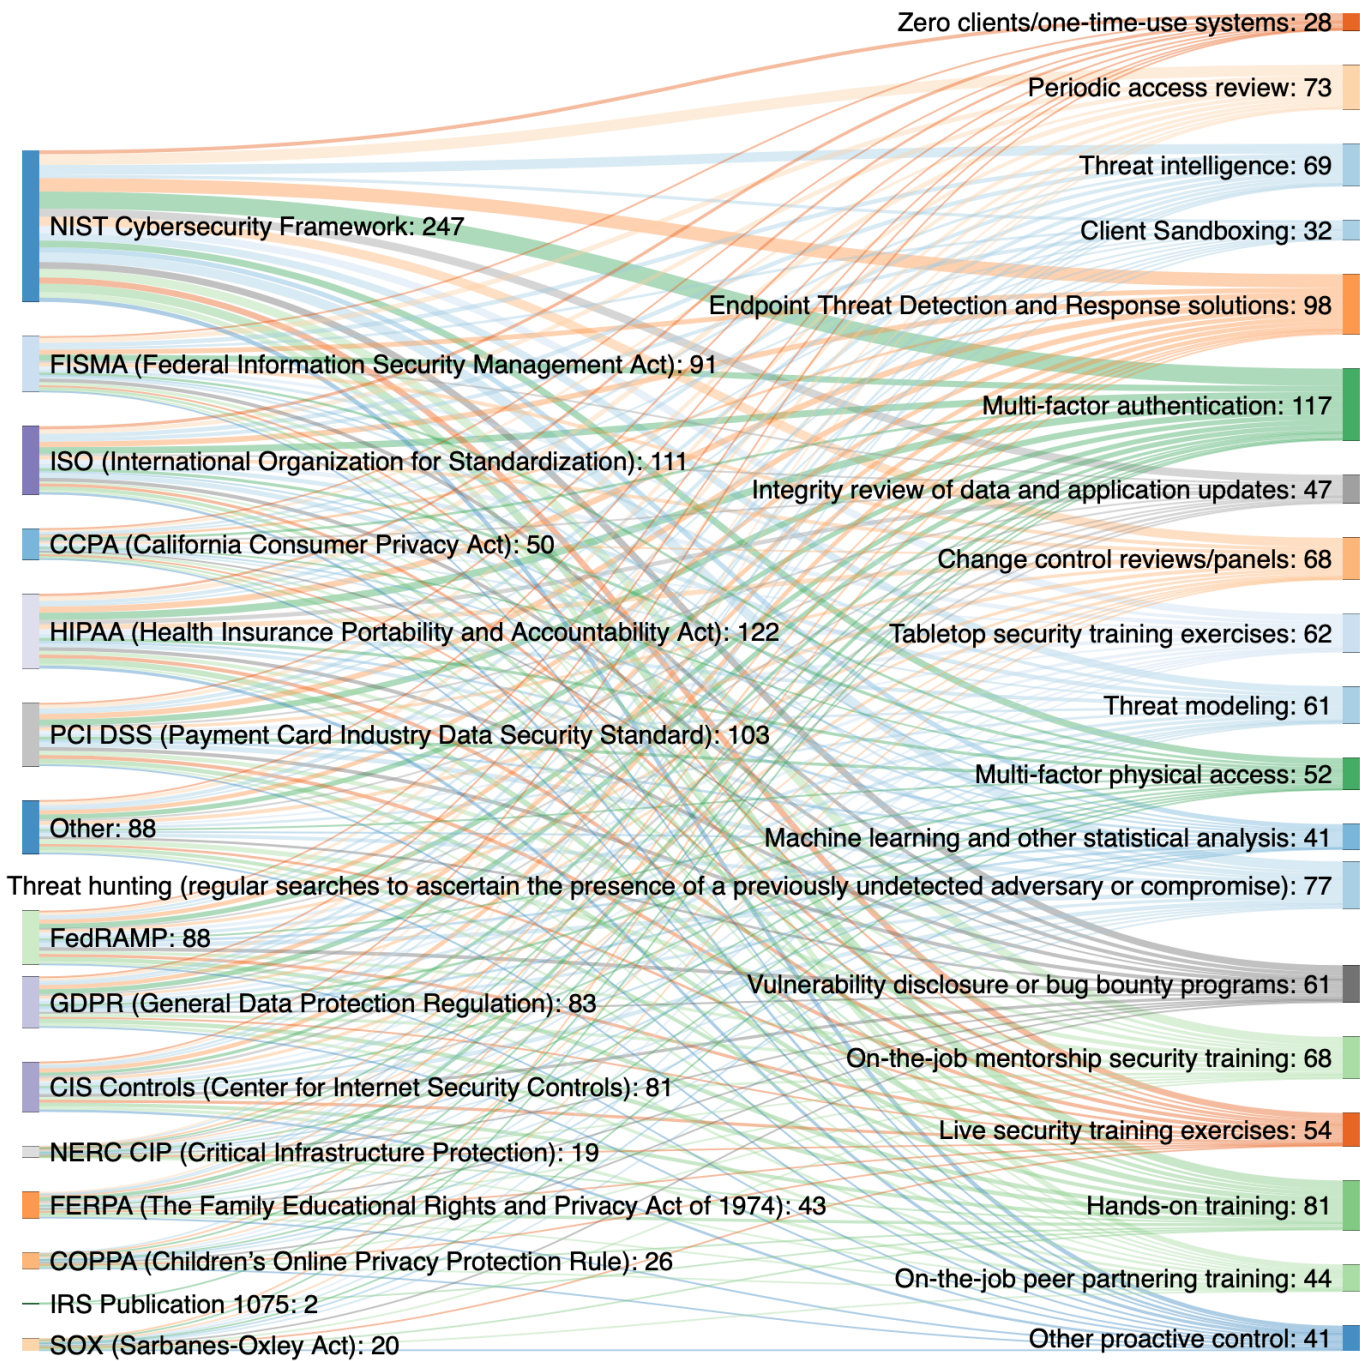 Zero clients/one-time-use systems: 28
Periodic access review: 73
Threat intelligence: 69
NIST Cybersecurity Framework: 247
Client Sandboxing: 32
Endpoint Threat Detection and Response solutions: 98
FISMA (Federal Information Security Management Act): 91
Multi-factor authentication: 117
ISO (International Organization for Standardization): 111
Integrity review of data and application updates: 47
CCPA (California Consumer Privacy Act): 50
Change control reviews/panels: 68
HIPAA (Health Insurance Portability and Accountability Act): 122
Tabletop security training exercises: 62
Threat modeling: 61
PCI DSS (Payment Card Industry Data Security Standard): 103
Multi-factor physical access: 52
Other: 88
Machine learning and other statistical analysis: 41
Threat hunting (regular searches to ascertain the presence of a previously undetected adversary or compromise): 77
FedRAMP: 88
Vulnerability disclosure or bug bounty programs: 61
GDPR (General Data Protection Regulation): 83
On-the-job mentorship security training: 68
CIS Controls (Center for Internet Security Controls): 81
Live security training exercises: 54
NERC CIP (Critical Infrastructure Protection): 19
FERPA (The Family Educational Rights and Privacy Act of 1974): 43
Hands-on training: 81
COPPA (Children’s Online Privacy Protection Rule): 26
On-the-job peer partnering training: 44
IRS Publication 1075: 2
Other proactive control: 41
SOX (Sarbanes-Oxley Act): 20